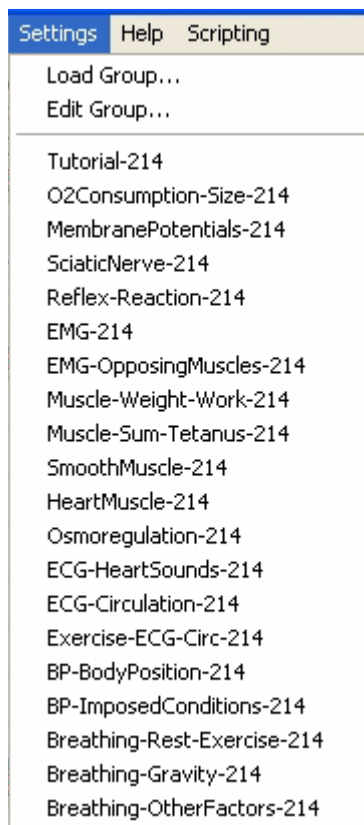 Settings Help Scripting
Load Group...
Edit Group...
Tutorial-214
O2Consumption-Size-214
MembranePotentials-214
SciaticNerve-214
Reflex-Reaction-214
EMG-214
EMG-OpposingMuscles-214
Muscle-Weight-Work-214
Muscle-Sum-Tetanus-214
SmoothMuscle-214
HeartMuscle-214
Osmoregulation-214
ECG-HeartSounds-214
ECG-Circulation-214
Exercise-ECG-Circ-214
BP-BodyPosition-214
BP-ImposedConditions-214
Breathing-Rest-Exercise-214
Breathing-Gravity-214
Breathing-OtherFactors-214